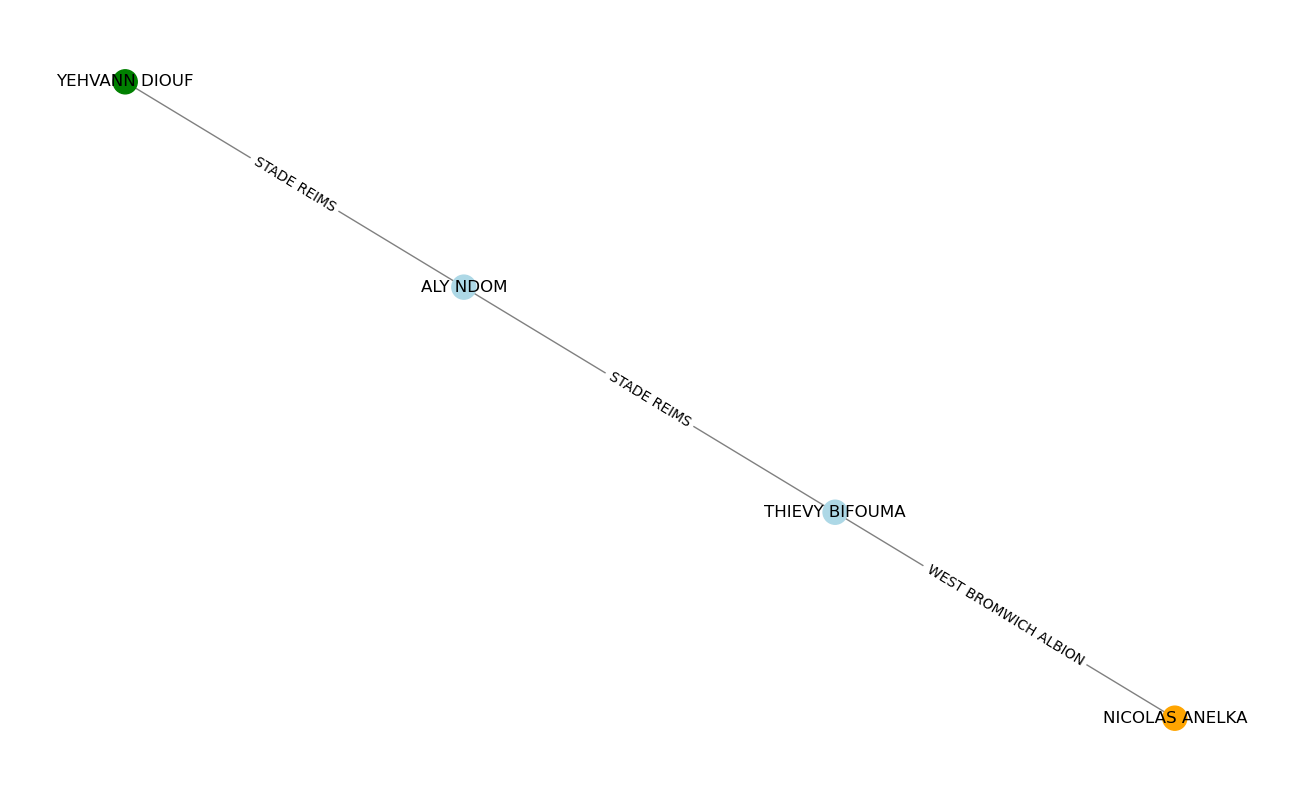 YEHVANN DIOUF
STADE REIMS
ALY NDOM
STADE REIMS
THIEVY BIFOUMA
WEST BROMWICH ALBION
NICOLAS ANELKA